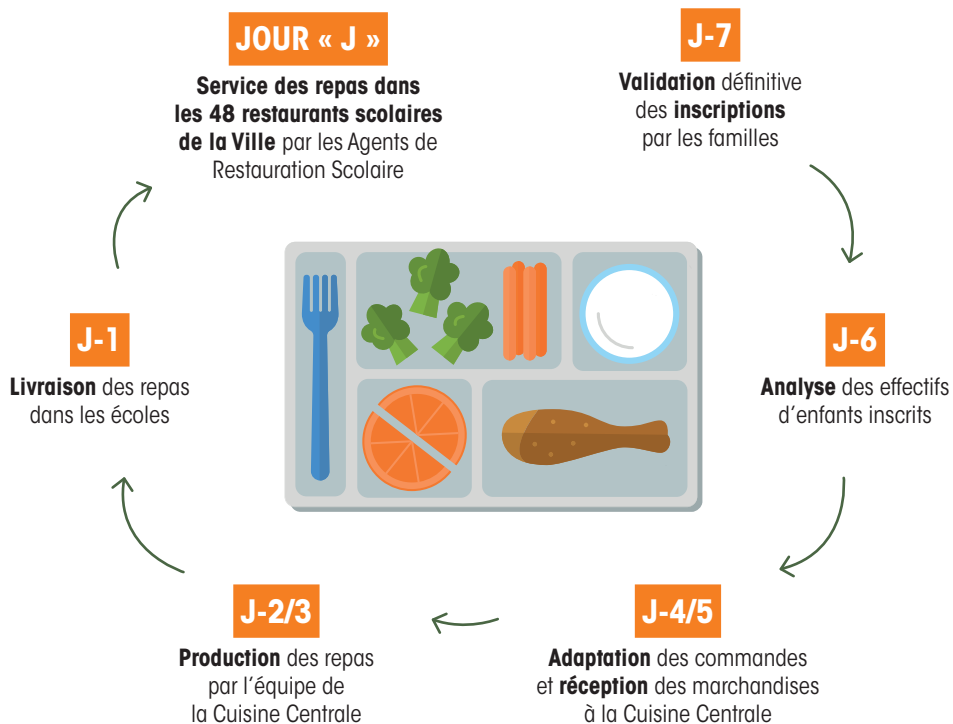 JOUR « J »
Service des repas dans
les 48 restaurants scolaires
de la Ville par les Agents de
Restauration Scolaire
J-7
Validation définitive
des inscriptions
par les familles
J-6
Analyse des effectifs
d'enfants inscrits
J-4/5
Adaptation des commandes
et réception des marchandises
à la Cuisine Centrale
J-2/3
Production des repas
par l'équipe de
la Cuisine Centrale
J-1
Livraison des repas
dans les écoles